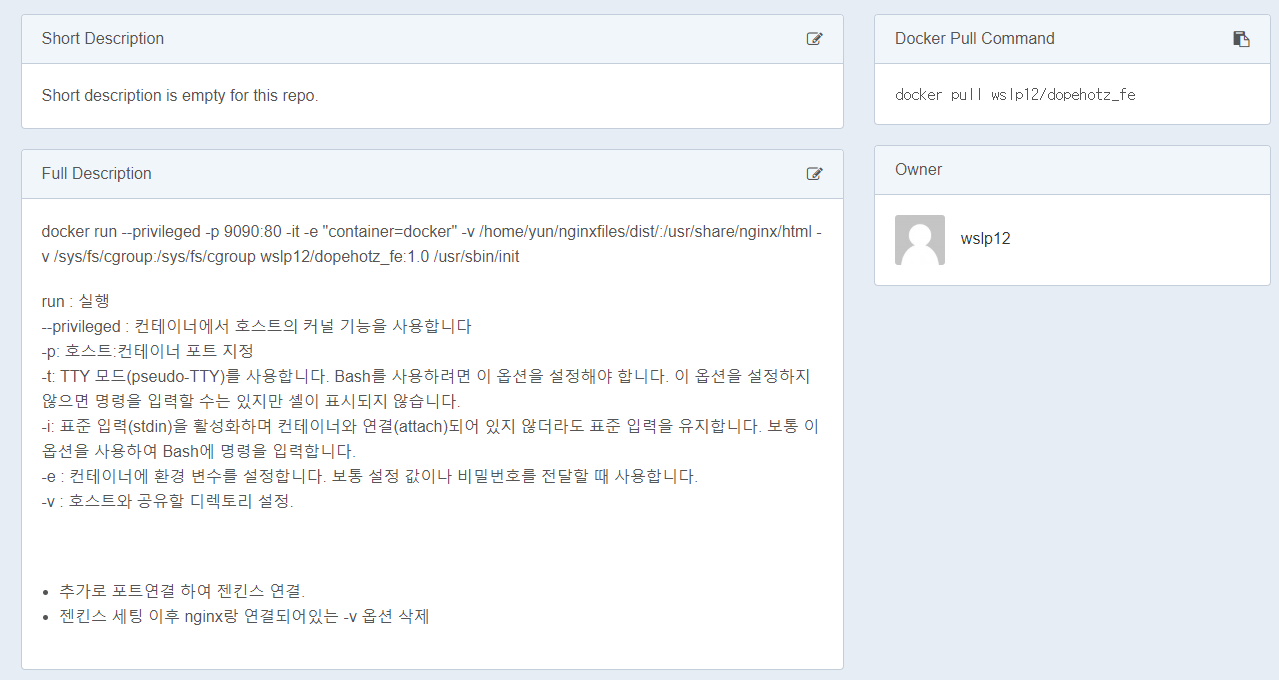 Short Description
Short description is empty for this repo.
Full Description
docker run --privileged -p 9090:80 -it -e "container=docker" -v /home/yun/nginxfiles/dist/:/usr/share/nginx/html -
v /sys/fs/cgroup:/sys/fs/cgroup wslp12/dopehotz_fe:1.0 /usr/sbin/init
run : 실행
--privileged : 컨테이너에서 호스트의 커널 기능을 사용합니다
-p: 호스트:컨테이너 포트 지정
-t: TTY 모드(pseudo-TTY)를 사용합니다. Bash를 사용하려면 이 옵션을 설정해야 합니다. 이 옵션을 설정하지
않으면 명령을 입력할 수는 있지만 셸이 표시되지 않습니다.
-i: 표준 입력(stdin)을 활성화하며 컨테이너와 연결(attach)되어 있지 않더라도 표준 입력을 유지합니다. 보통 이
옵션을 사용하여 Bash에 명령을 입력합니다.
-e : 컨테이너에 환경 변수를 설정합니다. 보통 설정 값이나 비밀번호를 전달할 때 사용합니다.
-v : 호스트와 공유할 디렉토리 설정.
• 추가로 포트연결 하여 젠킨스 연결.
• 젠킨스 세팅 이후 nginx랑 연결되어있는 -v 옵션 삭제
Docker Pull Command
docker pull wslp12/dopehotz_fe
Owner
wslp12